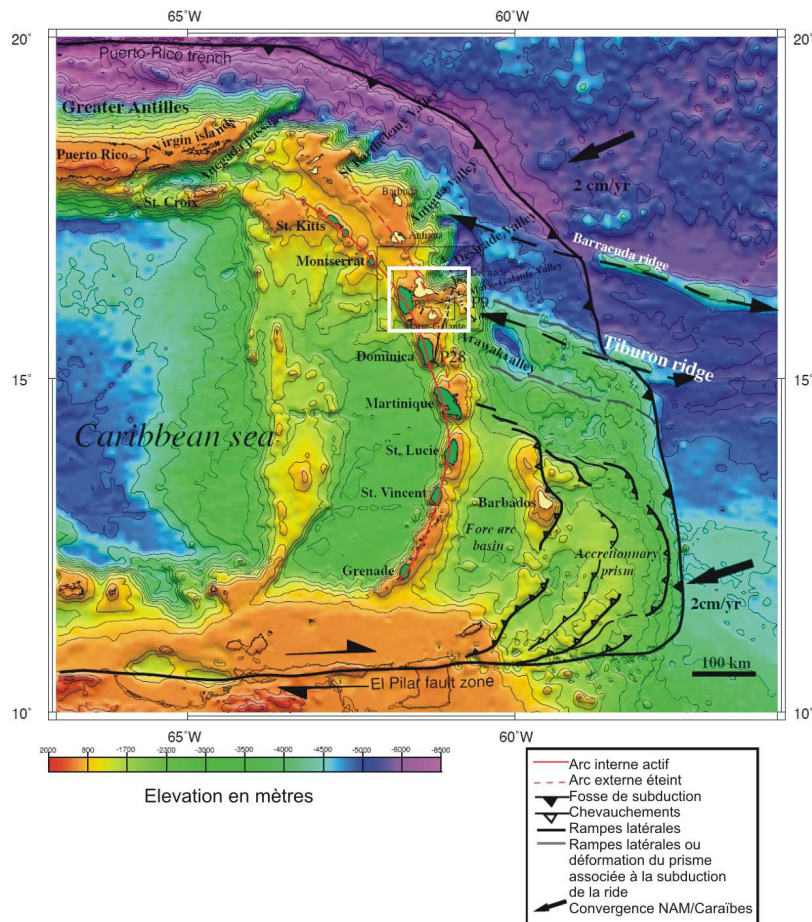 65°W 60°W
20°
20°
Puerto-Rico trench
Greater Antilles
Virgin islands
Puerto Rico
Anegada passage
St. Croix
St. Barthelemy Valley
Barbuda
Antigua Valley
2 cm/yr
St. Kitts
Antigua
Desirade Valley
Barracuda ridge
Montserrat
Marie-Galante
Arawak valley
Tiburon ridge
Dominica
P28
15°
15°
Martinique
Caribbean sea
St. Lucie
St. Vincent
Barbados
Fore arc
basin
Accretionnary
prism
Grenade
2cm/yr
100 km
El Pilar fault zone
10°
10°
65°W 60°W
2000 800 -1700 -2300 -3000 -3500 -4000 -4500 -5000 -6000 -8500
Elevation en mètres
Arc interne actif
Arc externe éteint
Fosse de subduction
Chevauchements
Rampes latérales
Rampes latérales ou
déformation du prisme
associée à la subduction
de la ride
Convergence NAM/Caraïbes